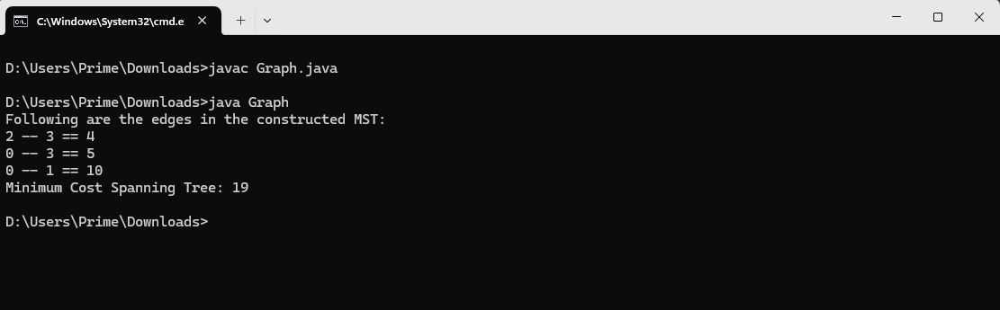 C:\Windows\System32\cmd.e
D:\Users\Prime\Downloads>javac Graph.java
D:\Users\Prime\Downloads>java Graph
Following are the edges in the constructed MST:
2 -- 3 == 4
0 -- 3 == 5
0 -- 1 == 10
Minimum Cost Spanning Tree: 19
D:\Users\Prime\Downloads>